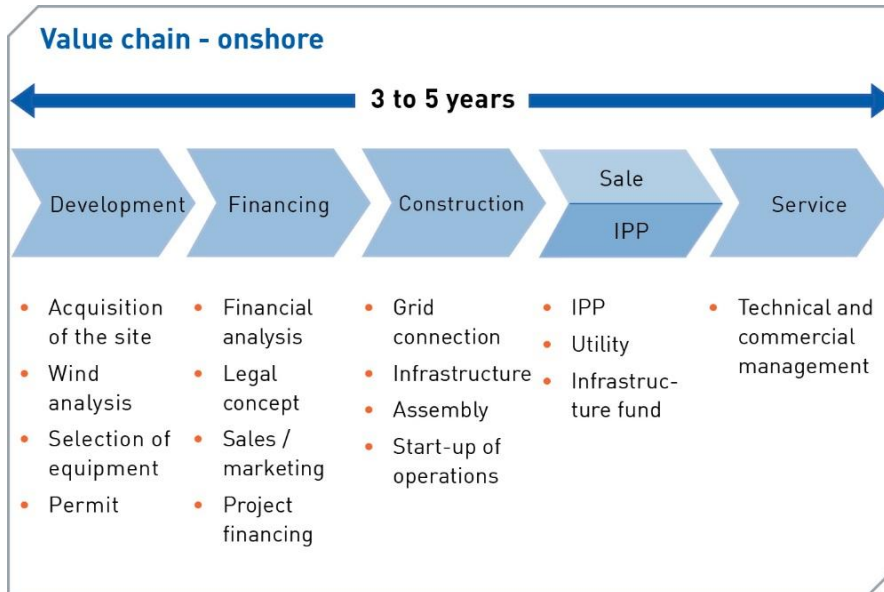 Value chain - onshore
3 to 5 years
Development
Financing
Construction
Sale
IPP
Service
• Acquisition
of the site
• Wind
analysis
• Selection of
equipment
• Permit
• Financial
analysis
• Legal
concept
• Sales /
marketing
• Project
financing
• Grid
connection
• Infrastructure
• Assembly
• Start-up of
operations
• IPP
• Utility
• Infrastruc-
ture fund
• Technical and
commercial
management